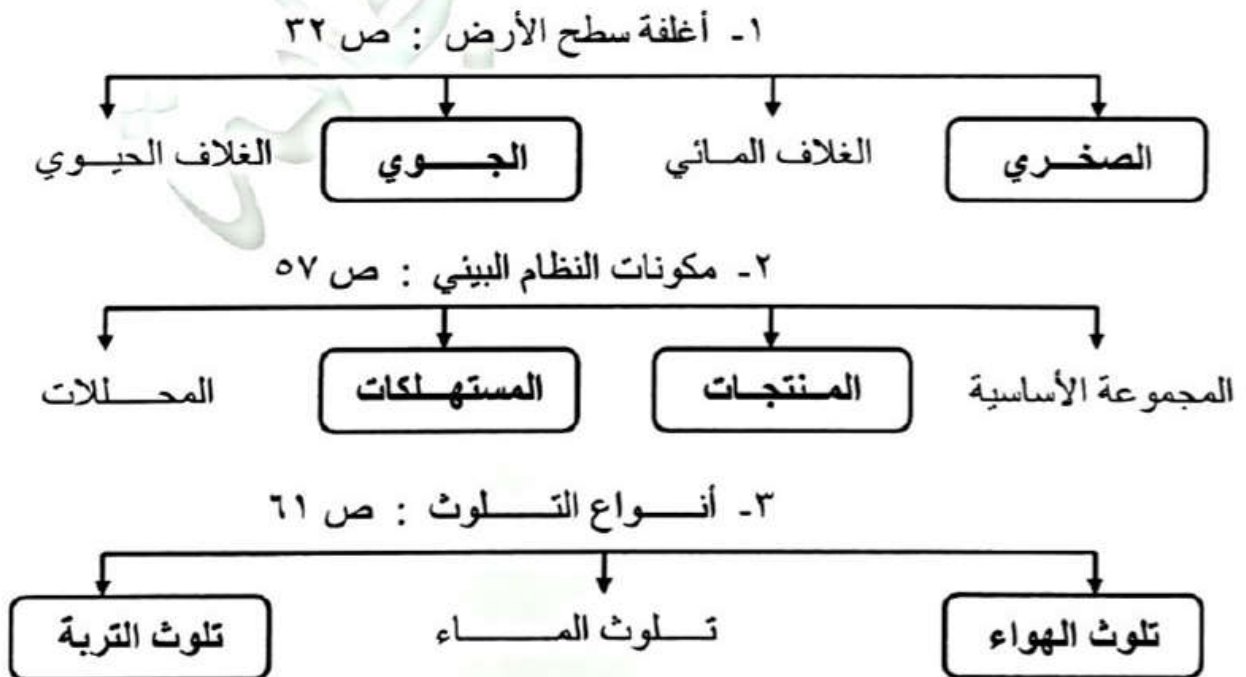 ١- أغلفة سطح الأرض : ص ٣٢
الصخري الغلاف المائي الجوي الغلاف الحيوي
٢- مكونات النظام البيئي : ص ٥٧
المجموعة الأساسية المنتجات المستهلكات المحللات
٣- أنواع التلوث : ص ٦١
تلوث الهواء تلوث الماء تلوث التربة